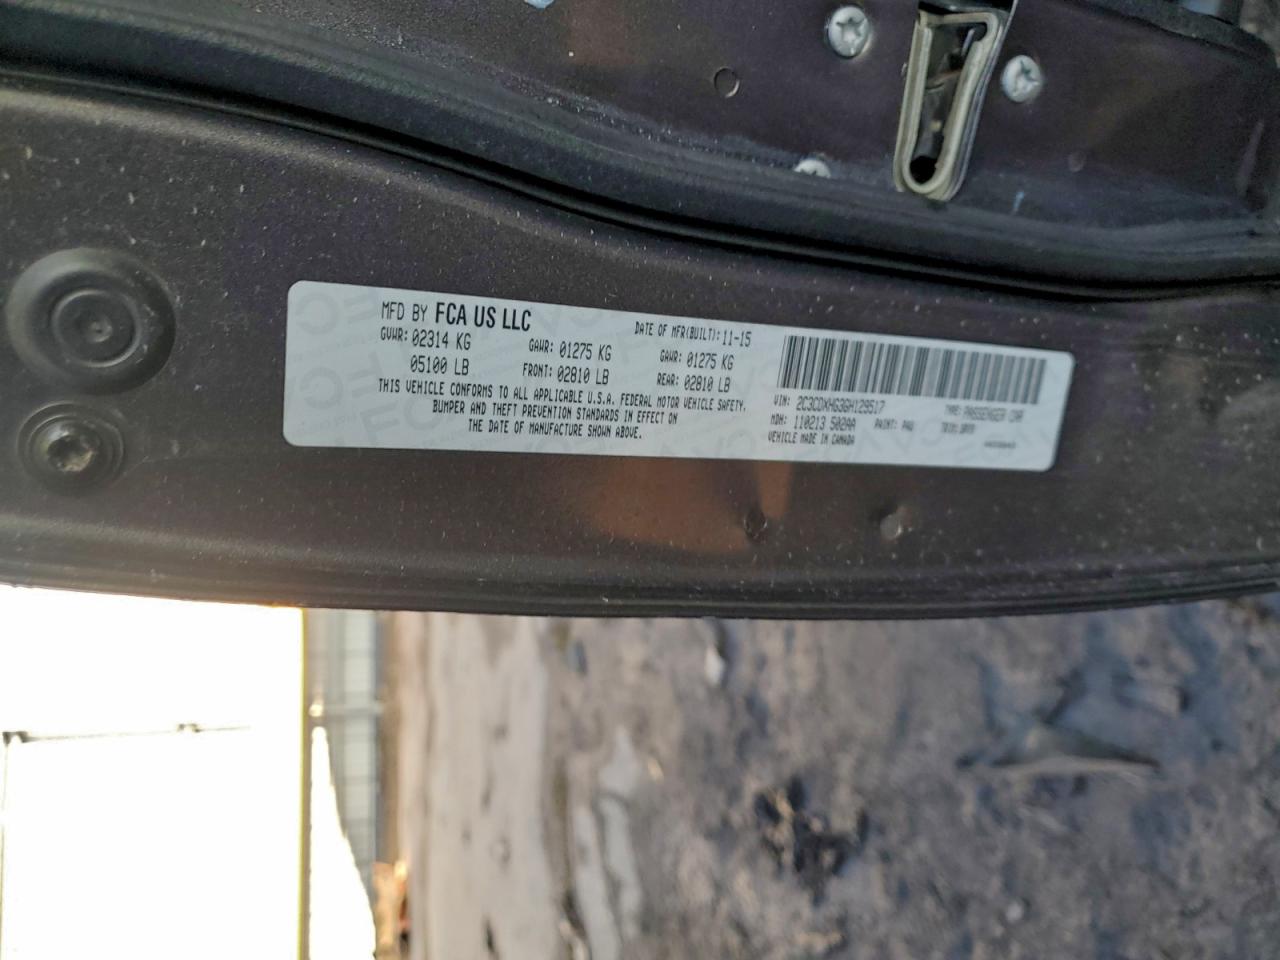 MFD BY FCA US LLC
DATE OF MFR(BUILT): 11-15
GVWR: 02314 KG
GAWR: 01275 KG
GAWR: 01275 KG
05100 LB
FRONT: 02810 LB
REAR: 02810 LB
THIS VEHICLE CONFORMS TO ALL APPLICABLE U.S.A. FEDERAL MOTOR VEHICLE SAFETY,
BUMPER AND THEFT PREVENTION STANDARDS IN EFFECT ON
THE DATE OF MANUFACTURE SHOWN ABOVE.
VIN: 2C3CDXHG3GH129517
TYPE: PASSENGER CAR
MDH: 110213 502AA
PAINT: PAU
TRIM:
VEHICLE MADE IN CANADA